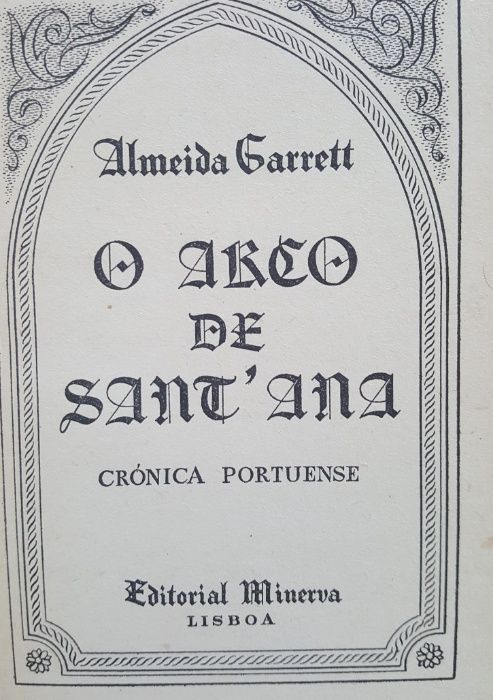 Almeida Garrett
O ARCO
DE
SANT'ANA
CRÓNICA PORTUENSE
Editorial Minerva
LISBOA